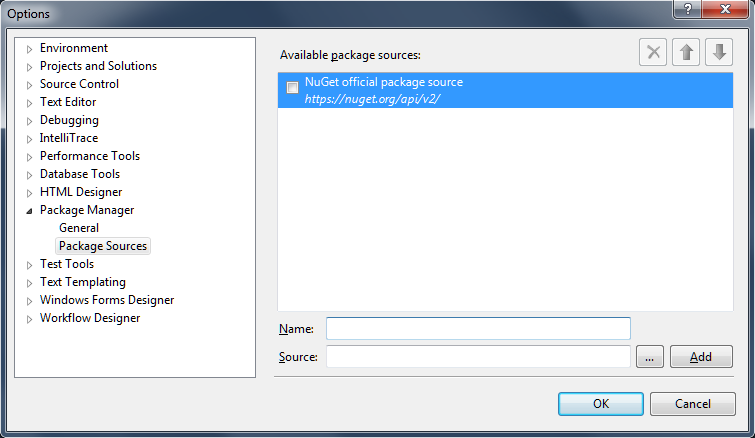 Options
Environment
Projects and Solutions
Source Control
Text Editor
Debugging
IntelliTrace
Performance Tools
Database Tools
HTML Designer
Package Manager
General
Package Sources
Test Tools
Text Templating
Windows Forms Designer
Workflow Designer
Available package sources:
NuGet official package source
https://nuget.org/api/v2/
Name:
Source:
...
Add
OK
Cancel